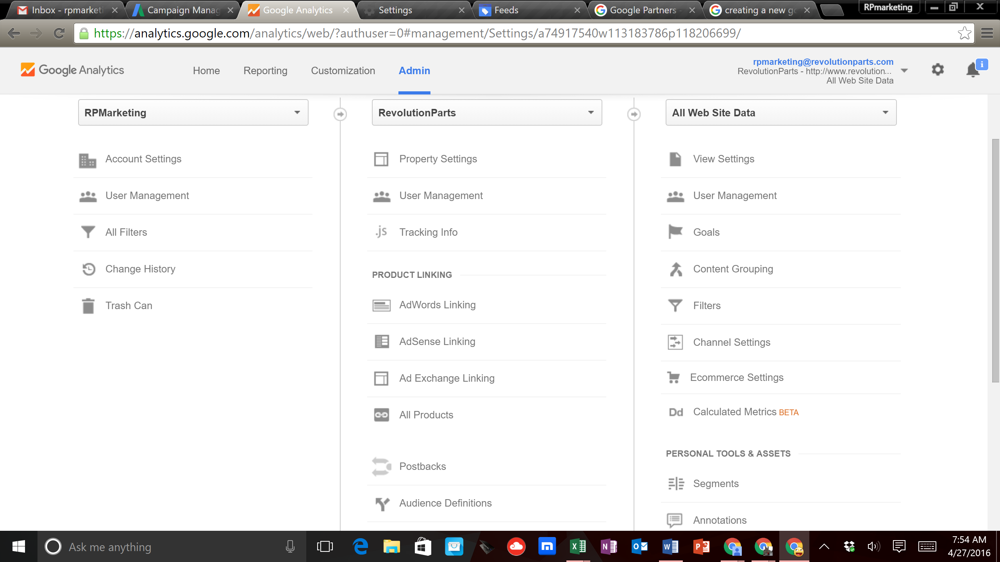 Inbox - rpmarketi
Campaign Manag
Google Analytics
Settings
Feeds
Google Partners -
creating a new go
RPmarketing
https://analytics.google.com/analytics/web/?authuser=0#management/Settings/a74917540w113183786p118206699/
Google Analytics
Home
Reporting
Customization
Admin
rpmarketing@revolutionparts.com
RevolutionParts - http://www.revolution...
All Web Site Data
i
RPMarketing
Account Settings
User Management
All Filters
Change History
Trash Can
RevolutionParts
Property Settings
User Management
.js Tracking Info
PRODUCT LINKING
AdWords Linking
AdSense Linking
Ad Exchange Linking
All Products
Postbacks
Audience Definitions
All Web Site Data
View Settings
User Management
Goals
Content Grouping
Filters
Channel Settings
Ecommerce Settings
Dd Calculated Metrics BETA
PERSONAL TOOLS & ASSETS
Segments
Annotations
Ask me anything
7:54 AM
4/27/2016